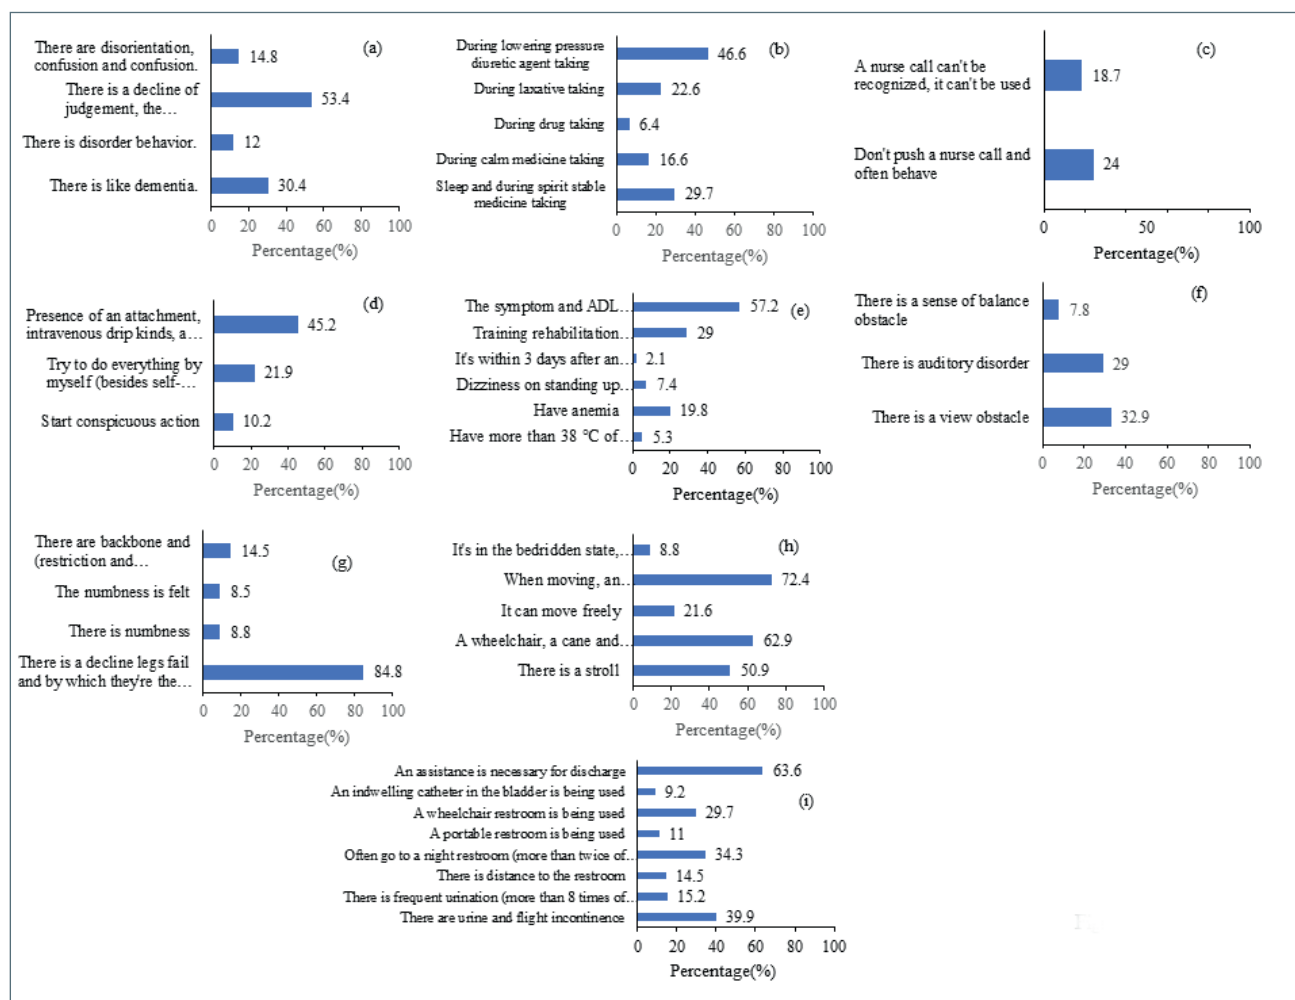 (a)
There are disorientation,
confusion and confusion.
14.8
There is a decline of
judgement, the...
53.4
There is disorder behavior.
12
There is like dementia.
30.4
0 20 40 60 80 100
Percentage(%)
(b)
During lowering pressure
diuretic agent taking
46.6
During laxative taking
22.6
During drug taking
6.4
During calm medicine taking
16.6
Sleep and during spirit stable
medicine taking
29.7
0 20 40 60 80 100
Percentage(%)
(c)
A nurse call can't be
recognized, it can't be used
18.7
Don't push a nurse call and
often behave
24
0 50 100
Percentage(%)
(d)
Presence of an attachment,
intravenous drip kinds, a...
45.2
Try to do everything by
myself (besides self-...
21.9
Start conspicuous action
10.2
0 20 40 60 80 100
Percentage(%)
(e)
The symptom and ADL...
57.2
Training rehabilitation...
29
It's within 3 days after an...
2.1
Dizziness on standing up...
7.4
Have anemia
19.8
Have more than 38 °C of...
5.3
0 20 40 60 80 100
Percentage(%)
(f)
There is a sense of balance
obstacle
7.8
There is auditory disorder
29
There is a view obstacle
32.9
0 20 40 60 80 100
Percentage(%)
(g)
There are backbone and
(restriction and...
14.5
The numbness is felt
8.5
There is numbness
8.8
There is a decline legs fail
and by which they're the...
84.8
0 20 40 60 80 100
Percentage(%)
(h)
It's in the bedridden state,...
8.8
When moving, an...
72.4
It can move freely
21.6
A wheelchair, a cane and...
62.9
There is a stroll
50.9
0 20 40 60 80 100
Percentage(%)
(i)
An assistance is necessary for discharge
63.6
An indwelling catheter in the bladder is being used
9.2
A wheelchair restroom is being used
29.7
A portable restroom is being used
11
Often go to a night restroom (more than twice of...
34.3
There is distance to the restroom
14.5
There is frequent urination (more than 8 times of...
15.2
There are urine and flight incontinence
39.9
0 20 40 60 80 100
Percentage(%)